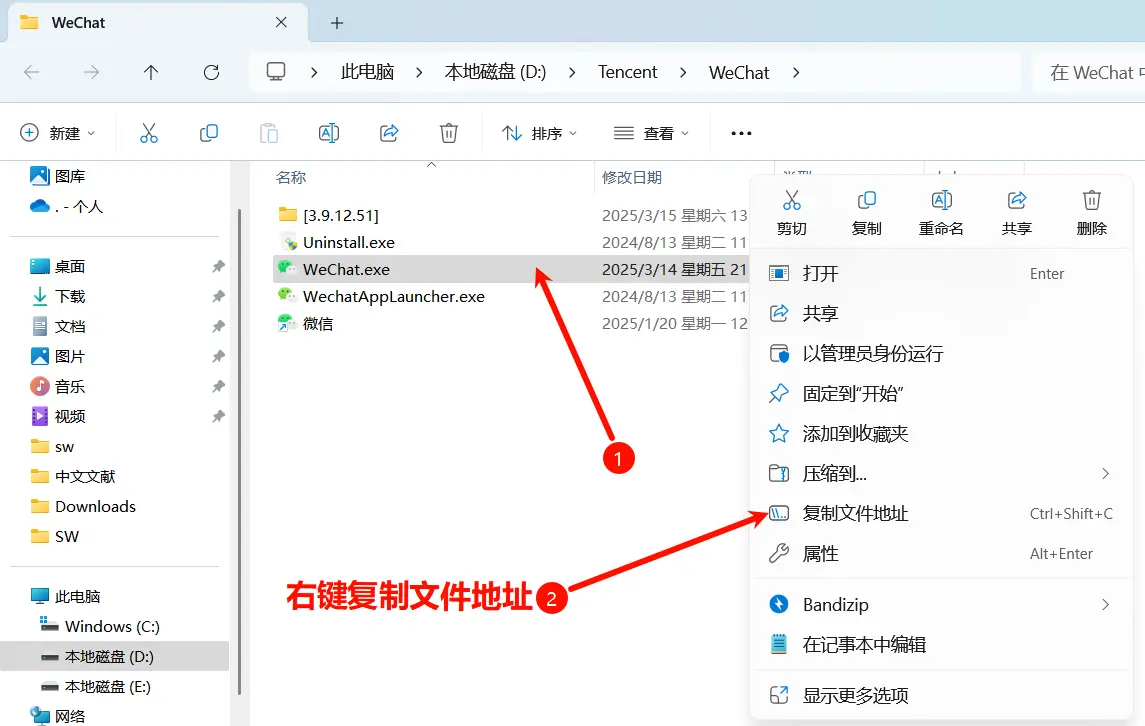 WeChat
此电脑 > 本地磁盘 (D:) > Tencent > WeChat >
在 WeChat 中
新建
排序
查看
图库
. - 个人
桌面
下载
文档
图片
音乐
视频
sw
中文文献
Downloads
SW
此电脑
Windows (C:)
本地磁盘 (D:)
本地磁盘 (E:)
网络
名称 修改日期
[3.9.12.51] 2025/3/15 星期六 13
Uninstall.exe 2024/8/13 星期二 11
WeChat.exe 2025/3/14 星期五 21
WechatAppLauncher.exe 2024/8/13 星期二 11
微信 2025/1/20 星期一 12
1
右键复制文件地址 2
剪切 复制 重命名 共享 删除
打开 Enter
共享
以管理员身份运行
固定到"开始"
添加到收藏夹
压缩到...
复制文件地址 Ctrl+Shift+C
属性 Alt+Enter
Bandizip
在记事本中编辑
显示更多选项